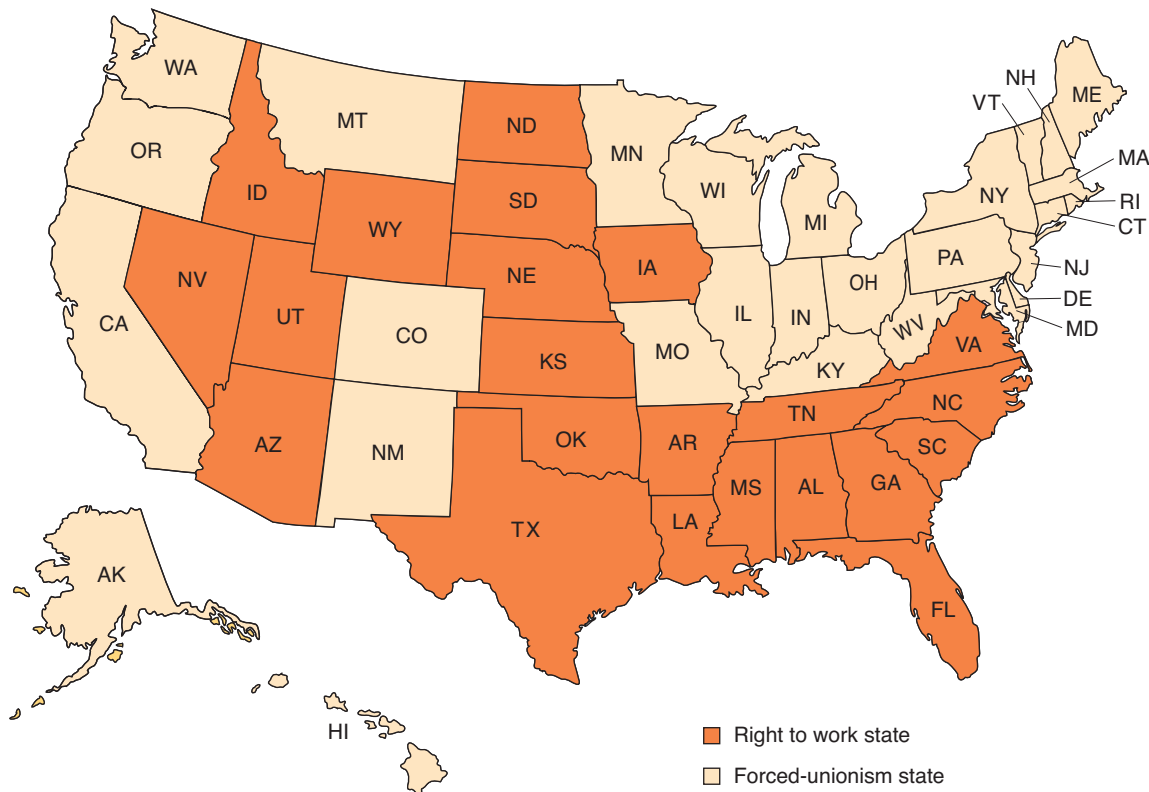 WA
OR
CA
ID
NV
MT
WY
UT
AZ
CO
NM
ND
SD
NE
KS
OK
TX
MN
IA
MO
AR
LA
WI
IL
MI
IN
OH
KY
TN
MS
AL
GA
FL
SC
NC
VA
WV
PA
NY
VT
NH
ME
MA
RI
CT
NJ
DE
MD
AK
HI
Right to work state
Forced-unionism state